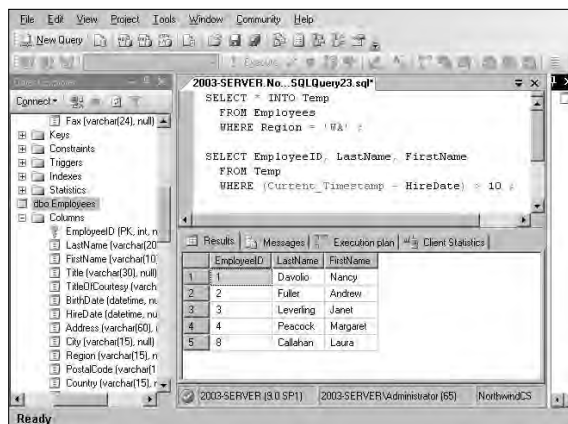 File Edit View Project Tools Window Community Help
New Query
Execute
Connect
Fax (varchar(24), null)
Keys
Constraints
Triggers
Indexes
Statistics
dbo.Employees
Columns
EmployeeID (PK, int, n
LastName (varchar(20
FirstName (varchar(10
Title (varchar(30), null)
TitleOfCourtesy (varch
BirthDate (datetime, nu
HireDate (datetime, nu
Address (varchar(60), i
City (varchar(15), null)
Region (varchar(15), n
PostalCode (varchar(1
Country (varchar(15), r
2003-SERVER.No...SQLQuery23.sql*
SELECT * INTO Temp
FROM Employees
WHERE Region = 'WA' ;
SELECT EmployeeID, LastName, FirstName
FROM Temp
WHERE (Current_Timestamp - HireDate) > 10 ;
Results Messages Execution plan Client Statistics
EmployeeID LastName FirstName
1 1 Davolio Nancy
2 2 Fuller Andrew
3 3 Leverling Janet
4 4 Peacock Margaret
5 8 Callahan Laura
2003-SERVER (9.0 SP1) 2003-SERVER\Administrator (65) NorthwindCS
Ready